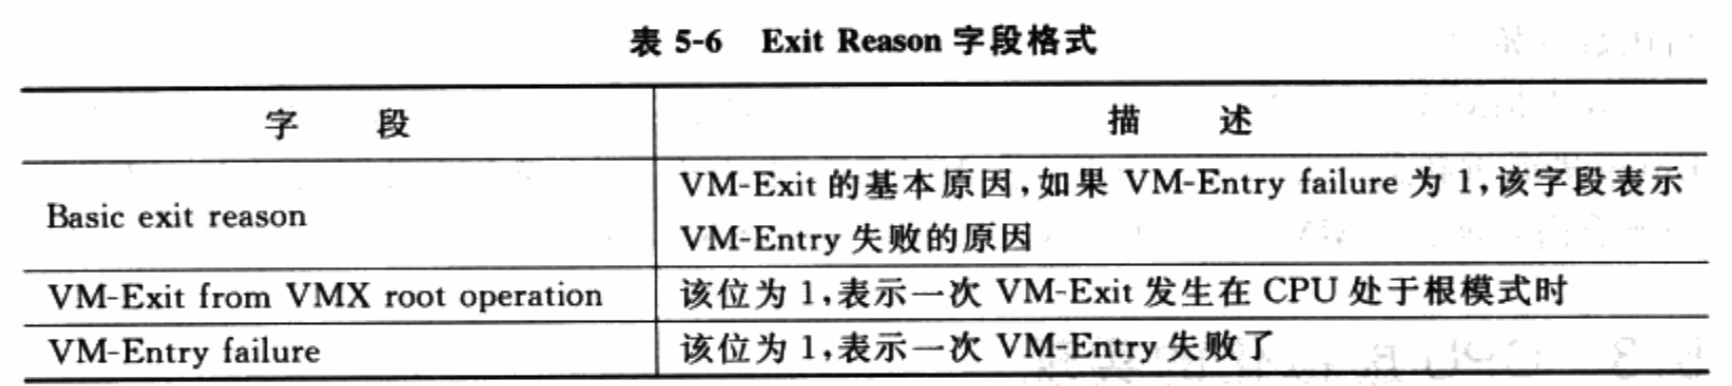 表 5-6 Exit Reason 字段格式
字 段 描 述
Basic exit reason
VM-Exit 的基本原因,如果 VM-Entry failure 为 1,该字段表示
VM-Entry 失败的原因
VM-Exit from VMX root operation 该位为 1,表示一次 VM-Exit 发生在 CPU 处于根模式时
VM-Entry failure 该位为 1,表示一次 VM-Entry 失败了